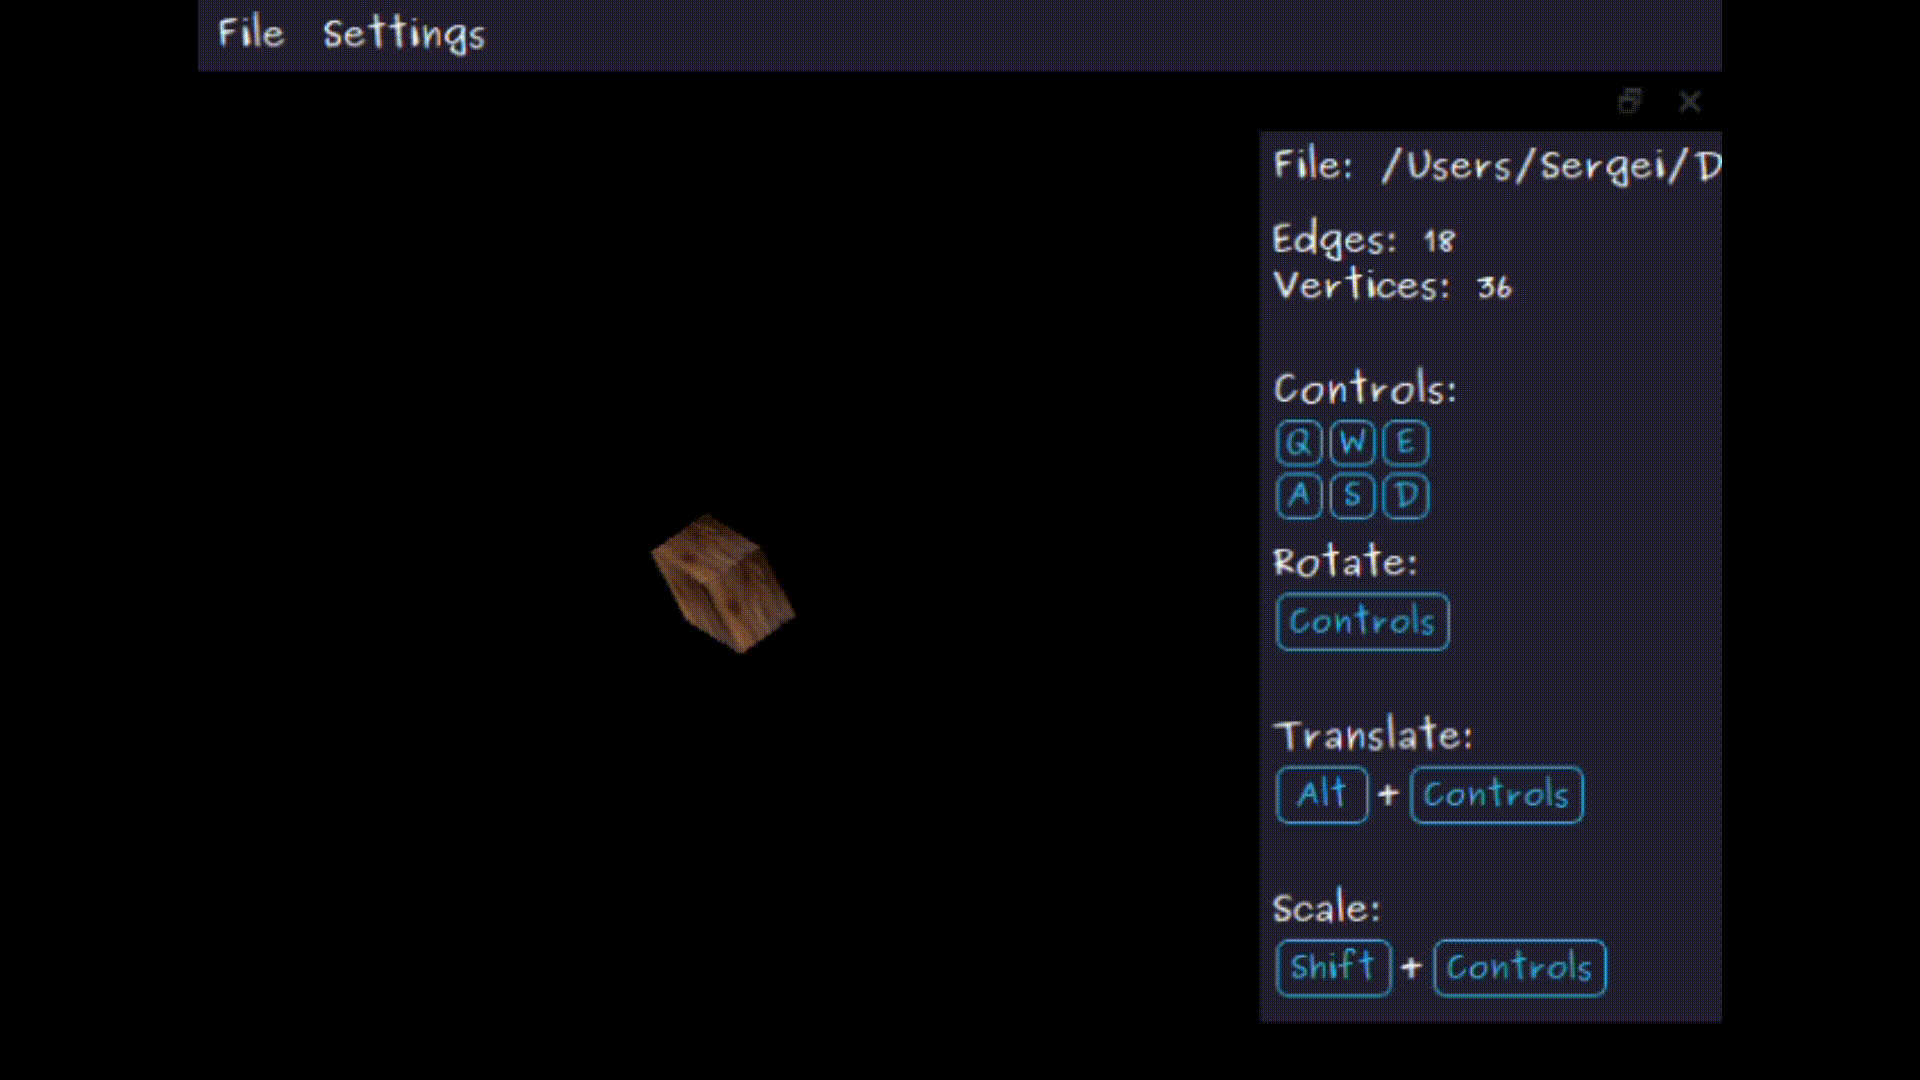 File Settings
File: /Users/Sergei/D
Edges: 18
Vertices: 36
Controls:
Q W E
A S D
Rotate:
Controls
Translate:
Alt + Controls
Scale:
Shift + Controls